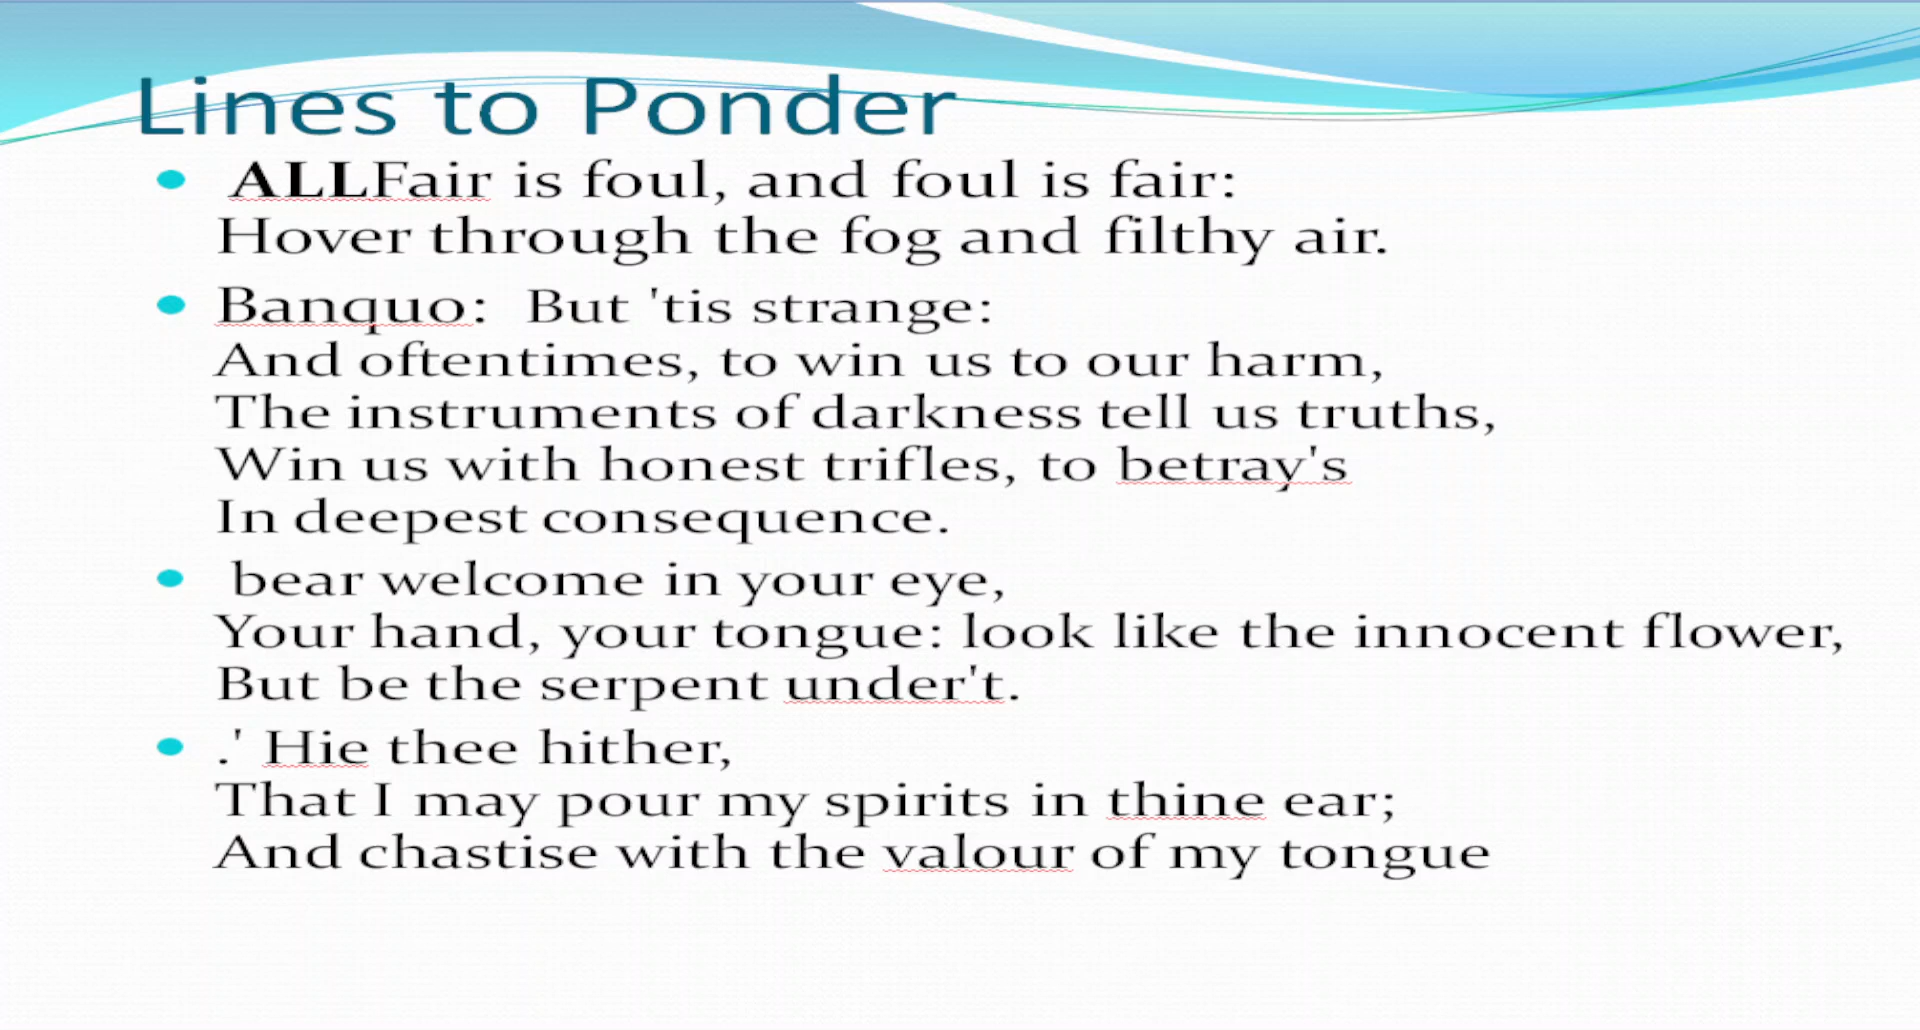 Lines to Ponder
ALLFair is foul, and foul is fair:
Hover through the fog and filthy air.
Banquo:  But 'tis strange:
And oftentimes, to win us to our harm,
The instruments of darkness tell us truths,
Win us with honest trifles, to betray's
In deepest consequence.
bear welcome in your eye,
Your hand, your tongue: look like the innocent flower,
But be the serpent under't.
.' Hie thee hither,
That I may pour my spirits in thine ear;
And chastise with the valour of my tongue